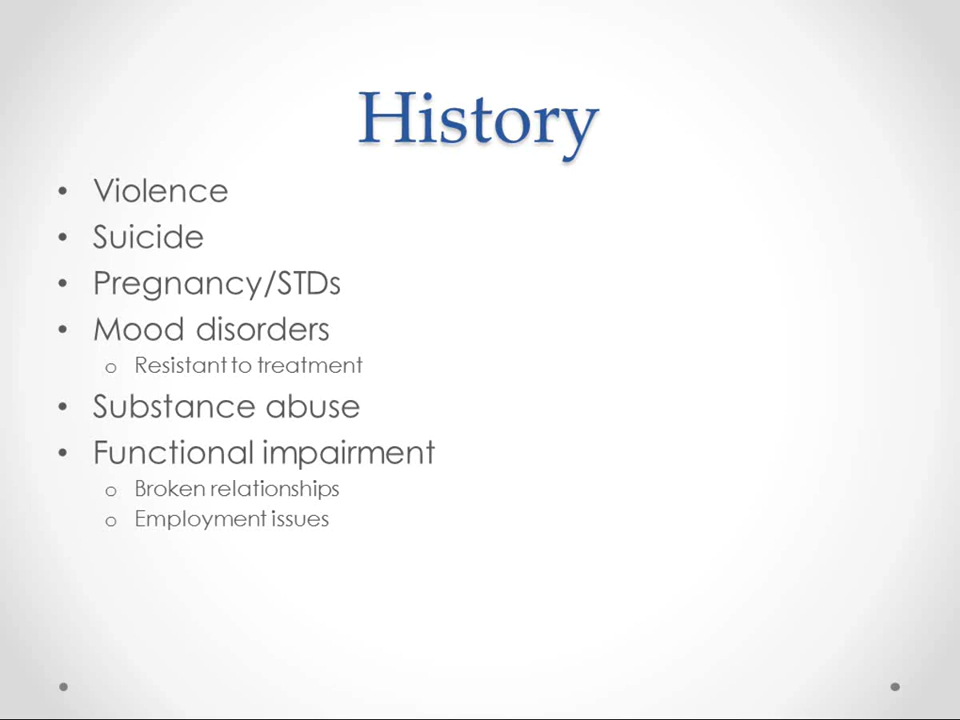 History
• Violence
• Suicide
• Pregnancy/STDs
• Mood disorders
o Resistant to treatment
• Substance abuse
• Functional impairment
o Broken relationships
o Employment issues